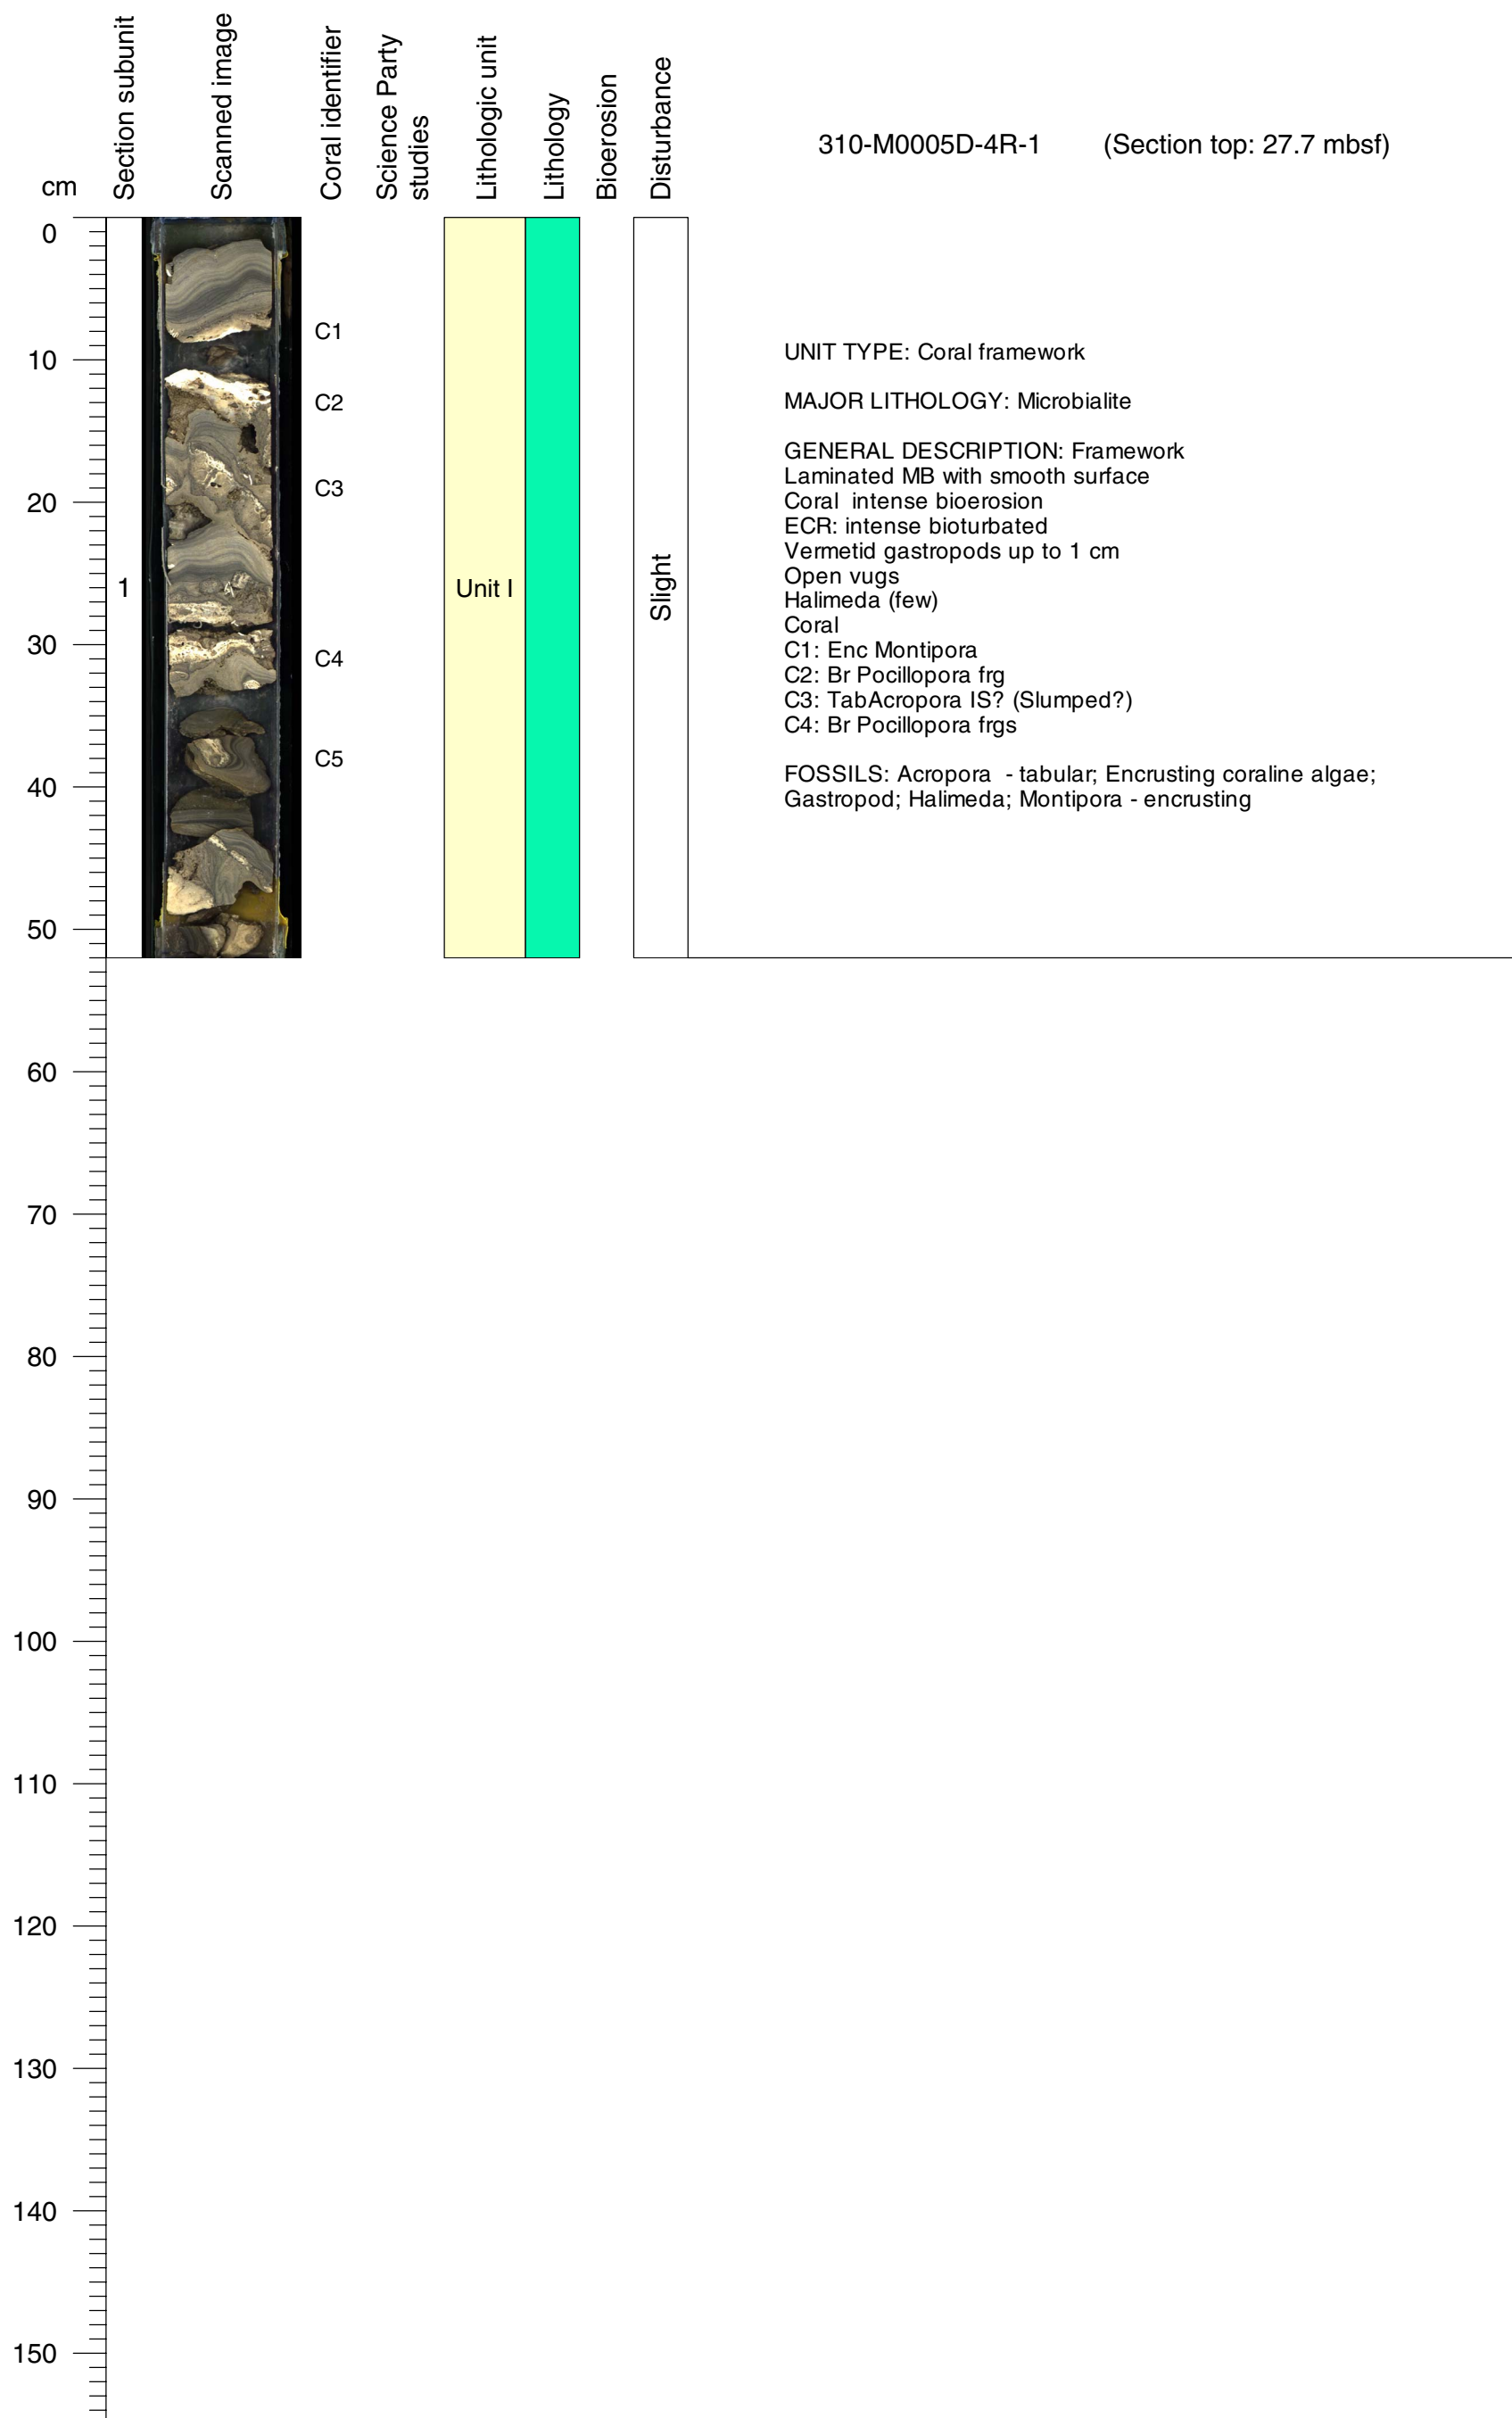 Section subunit
Scanned image
Coral identifier
Science Party
studies
Lithologic unit
Lithology
Bioerosion
Disturbance
310-M0005D-4R-1 (Section top: 27.7 mbsf)
cm
0
10
20
30
40
50
60
70
80
90
100
110
120
130
140
150
1
C1
C2
C3
C4
C5
Unit I
Slight
UNIT TYPE: Coral framework
MAJOR LITHOLOGY: Microbialite
GENERAL DESCRIPTION: Framework
Laminated MB with smooth surface
Coral intense bioerosion
ECR: intense bioturbated
Vermetid gastropods up to 1 cm
Open vugs
Halimeda (few)
Coral
C1: Enc Montipora
C2: Br Pocillopora frg
C3: TabAcropora IS? (Slumped?)
C4: Br Pocillopora frgs
FOSSILS: Acropora - tabular; Encrusting coraline algae;
Gastropod; Halimeda; Montipora - encrusting